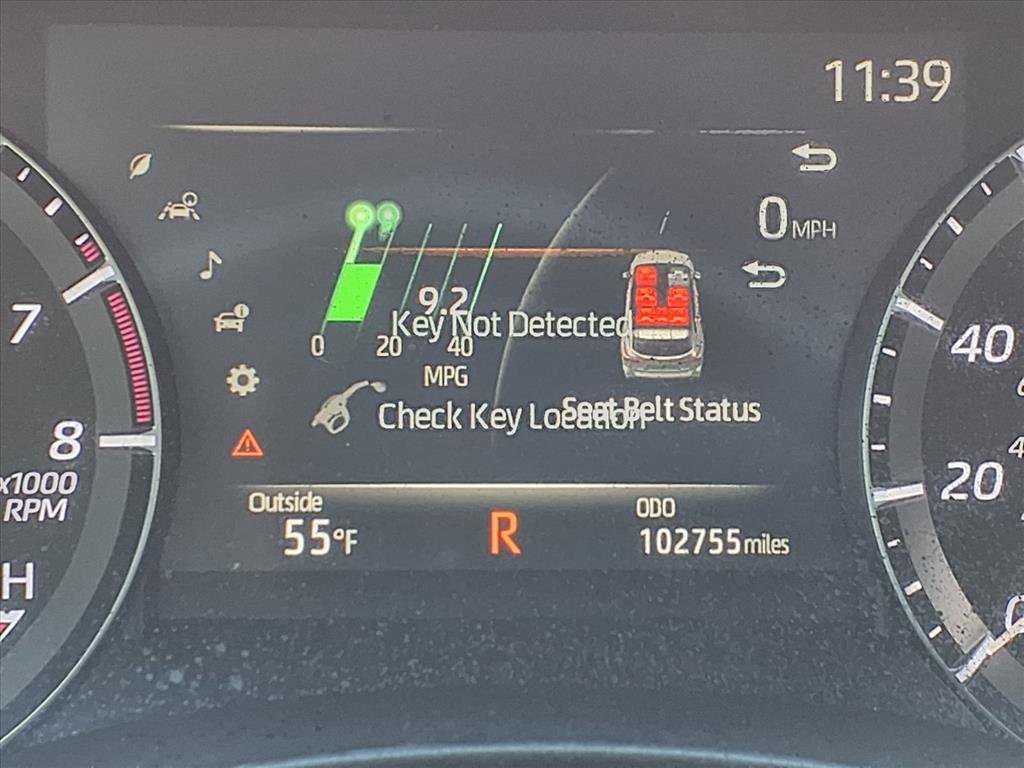 11:39
0 MPH
9.2
Key Not Detected
0 20 40
MPG
Check Key Location
Seat Belt Status
7
8
x1000
RPM
H
40
20
0
Outside
55°F
R
ODO
102755 miles